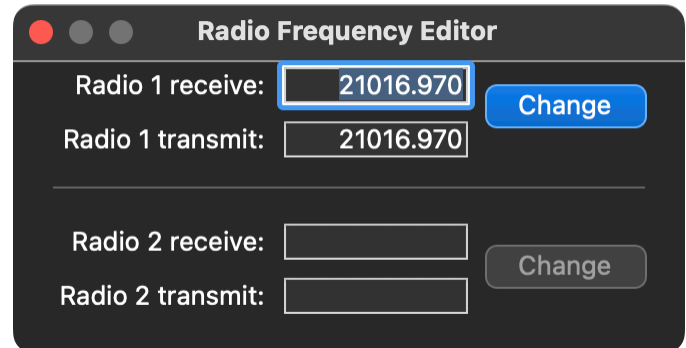 Radio Frequency Editor
Radio 1 receive: 21016.970
Change
Radio 1 transmit: 21016.970
Radio 2 receive:
Change
Radio 2 transmit: